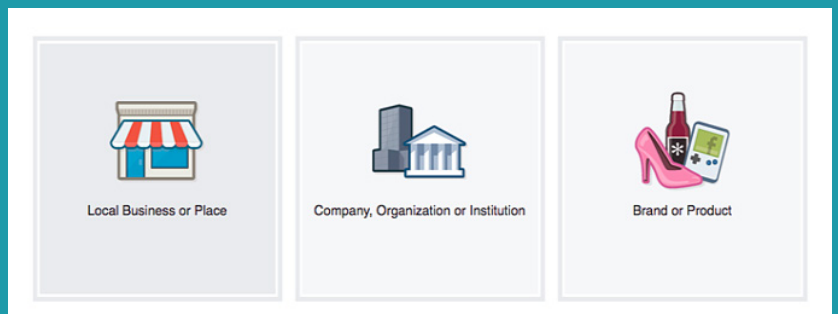 Local Business or Place
Company, Organization or Institution
Brand or Product